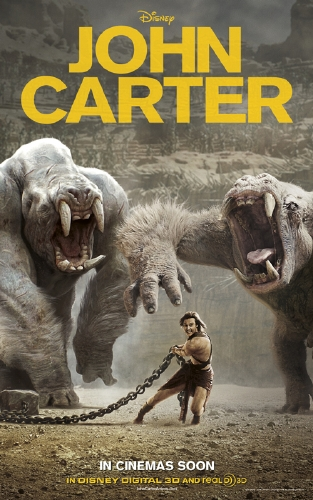 Disney
JOHN
CARTER
IN CINEMAS SOON
IN DISNEY DIGITAL 3D AND REAL D 3D